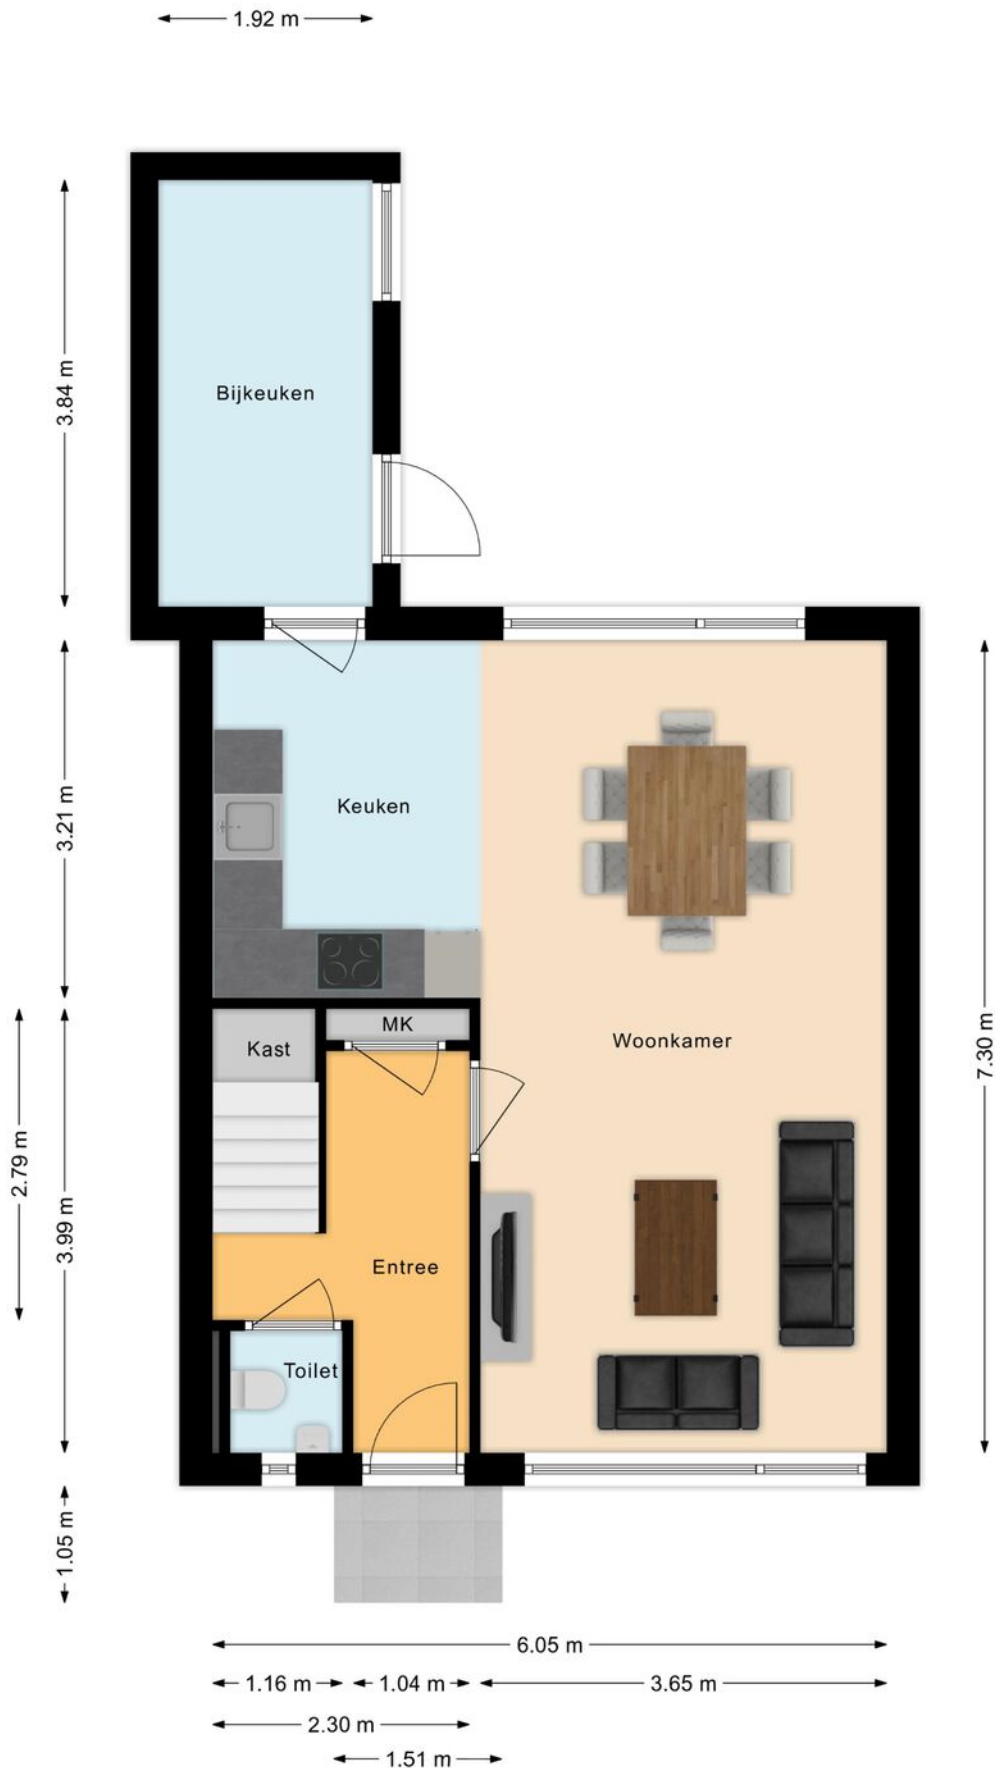 1.92 m
3.84 m
Bijkeuken
3.21 m
Keuken
7.30 m
MK
Kast
Woonkamer
2.79 m
3.99 m
Entree
Toilet
1.05 m
6.05 m
1.16 m
1.04 m
3.65 m
2.30 m
1.51 m